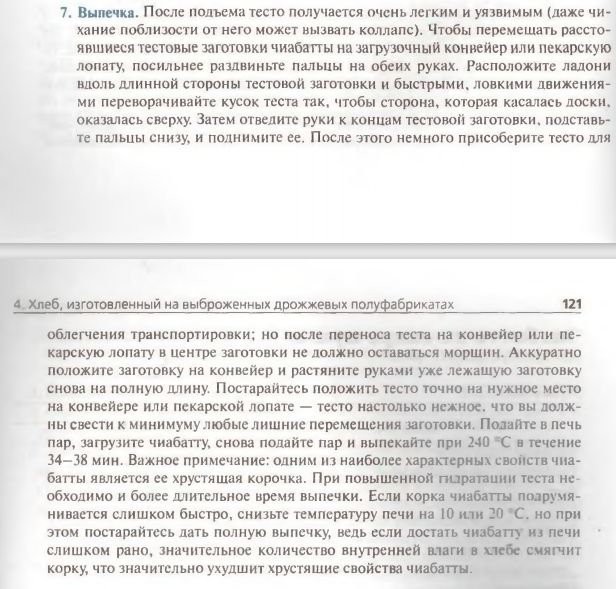 7. Выпечка. После подъема тесто получается очень легким и уязвимым (даже чи-
хание поблизости от него может вызвать коллапс). Чтобы перемещать рассто-
явшиеся тестовые заготовки чиабатты на загрузочный конвейер или пекарскую
лопату, посильнее раздвиньте пальцы на обеих руках. Расположите ладони
вдоль длинной стороны тестовой заготовки и быстрыми, ловкими движения-
ми переворачивайте кусок теста так, чтобы сторона, которая касалась доски,
оказалась сверху. Затем отведите руки к концам тестовой заготовки, подставь-
те пальцы снизу, и поднимите ее. После этого немного присоберите тесто для
4. Хлеб, изготовленный на выброженных дрожжевых полуфабрикатах 121
облегчения транспортировки; но после переноса теста на конвейер или пе-
карскую лопату в центре заготовки не должно оставаться морщин. Аккуратно
положите заготовку на конвейер и растяните руками уже лежащую заготовку
снова на полную длину. Постарайтесь положить тесто точно на нужное место
на конвейере или пекарской лопате — тесто настолько нежное, что вы долж-
ны свести к минимуму любые лишние перемещения заготовки. Подайте в печь
пар, загрузите чиабатту, снова подайте пар и выпекайте при 240 °С в течение
34—38 мин. Важное примечание: одним из наиболее характерных свойств чиа-
батты является ее хрустящая корочка. При повышенной гидратации теста не-
обходимо и более длительное время выпечки. Если корка чиабатты подрумя-
нивается слишком быстро, снизьте температуру печи на 10 или 20 °С, но при
этом постарайтесь дать полную выпечку, ведь если достать чиабатту из печи
слишком рано, значительное количество внутренней влаги в хлебе смягчит
корку, что значительно ухудшит хрустящие свойства чиабатты.